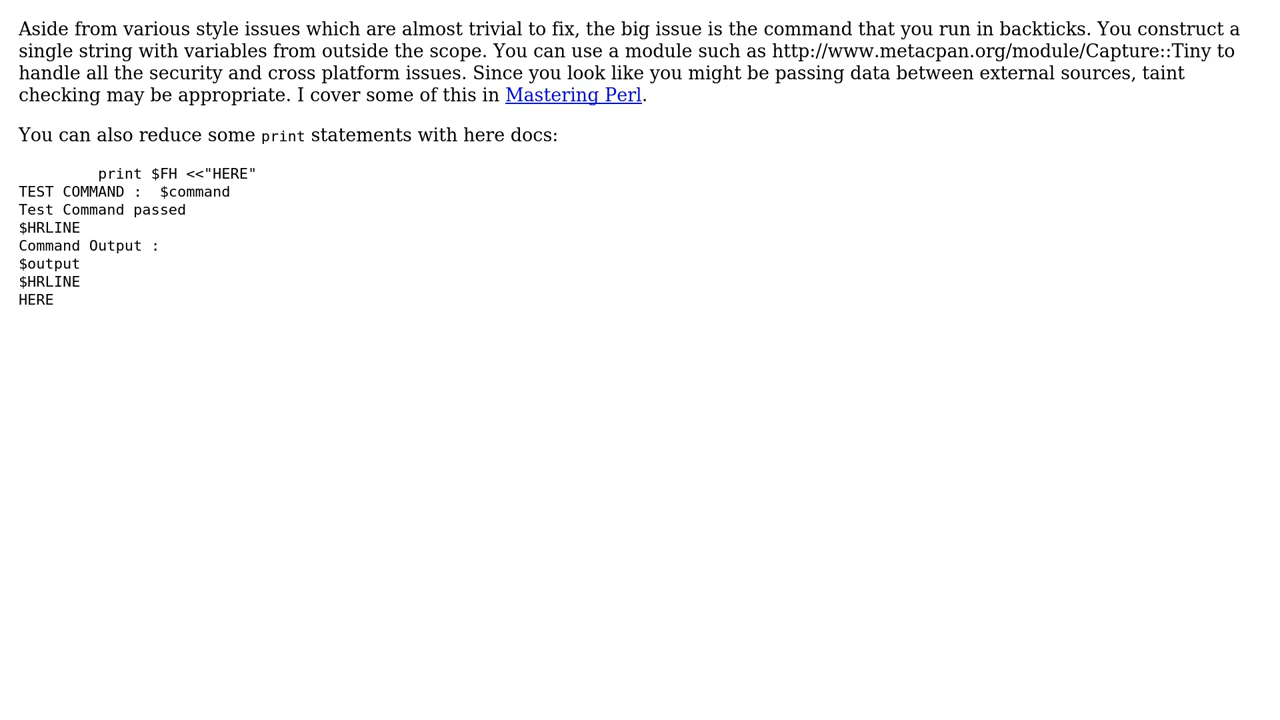 Aside from various style issues which are almost trivial to fix, the big issue is the command that you run in backticks. You construct a
single string with variables from outside the scope. You can use a module such as http://www.metacpan.org/module/Capture::Tiny to
handle all the security and cross platform issues. Since you look like you might be passing data between external sources, taint
checking may be appropriate. I cover some of this in Mastering Perl.
You can also reduce some print statements with here docs:
print $FH <<"HERE"
TEST COMMAND :  $command
Test Command passed
$HRLINE
Command Output :
$output
$HRLINE
HERE